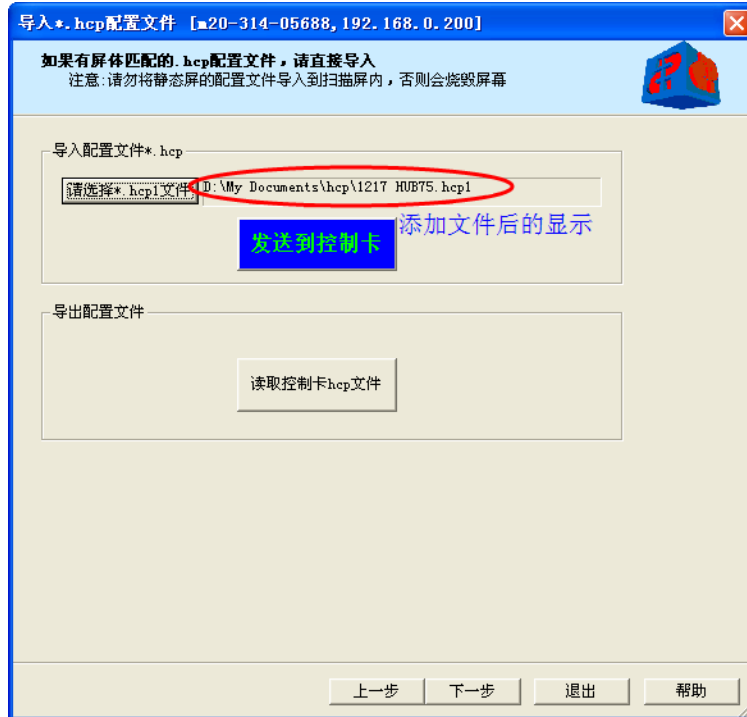 导入*.hcp配置文件 [m20-314-05688,192.168.0.200]
如果有屏体匹配的.hcp配置文件，请直接导入
注意:请勿将静态屏的配置文件导入到扫描屏内，否则会烧毁屏幕
导入配置文件*.hcp
请选择*.hcp1文件 D:\My Documents\hcp\1217 HUB75.hcp1
发送到控制卡
添加文件后的显示
导出配置文件
读取控制卡hcp文件
上一步 下一步 退出 帮助